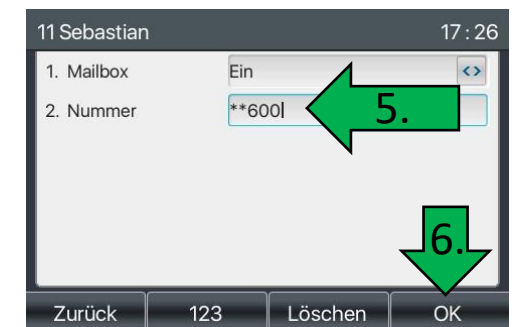 11 Sebastian 17:26
1. Mailbox Ein <>
2. Nummer **600 5.
6.
Zurück 123 Löschen OK